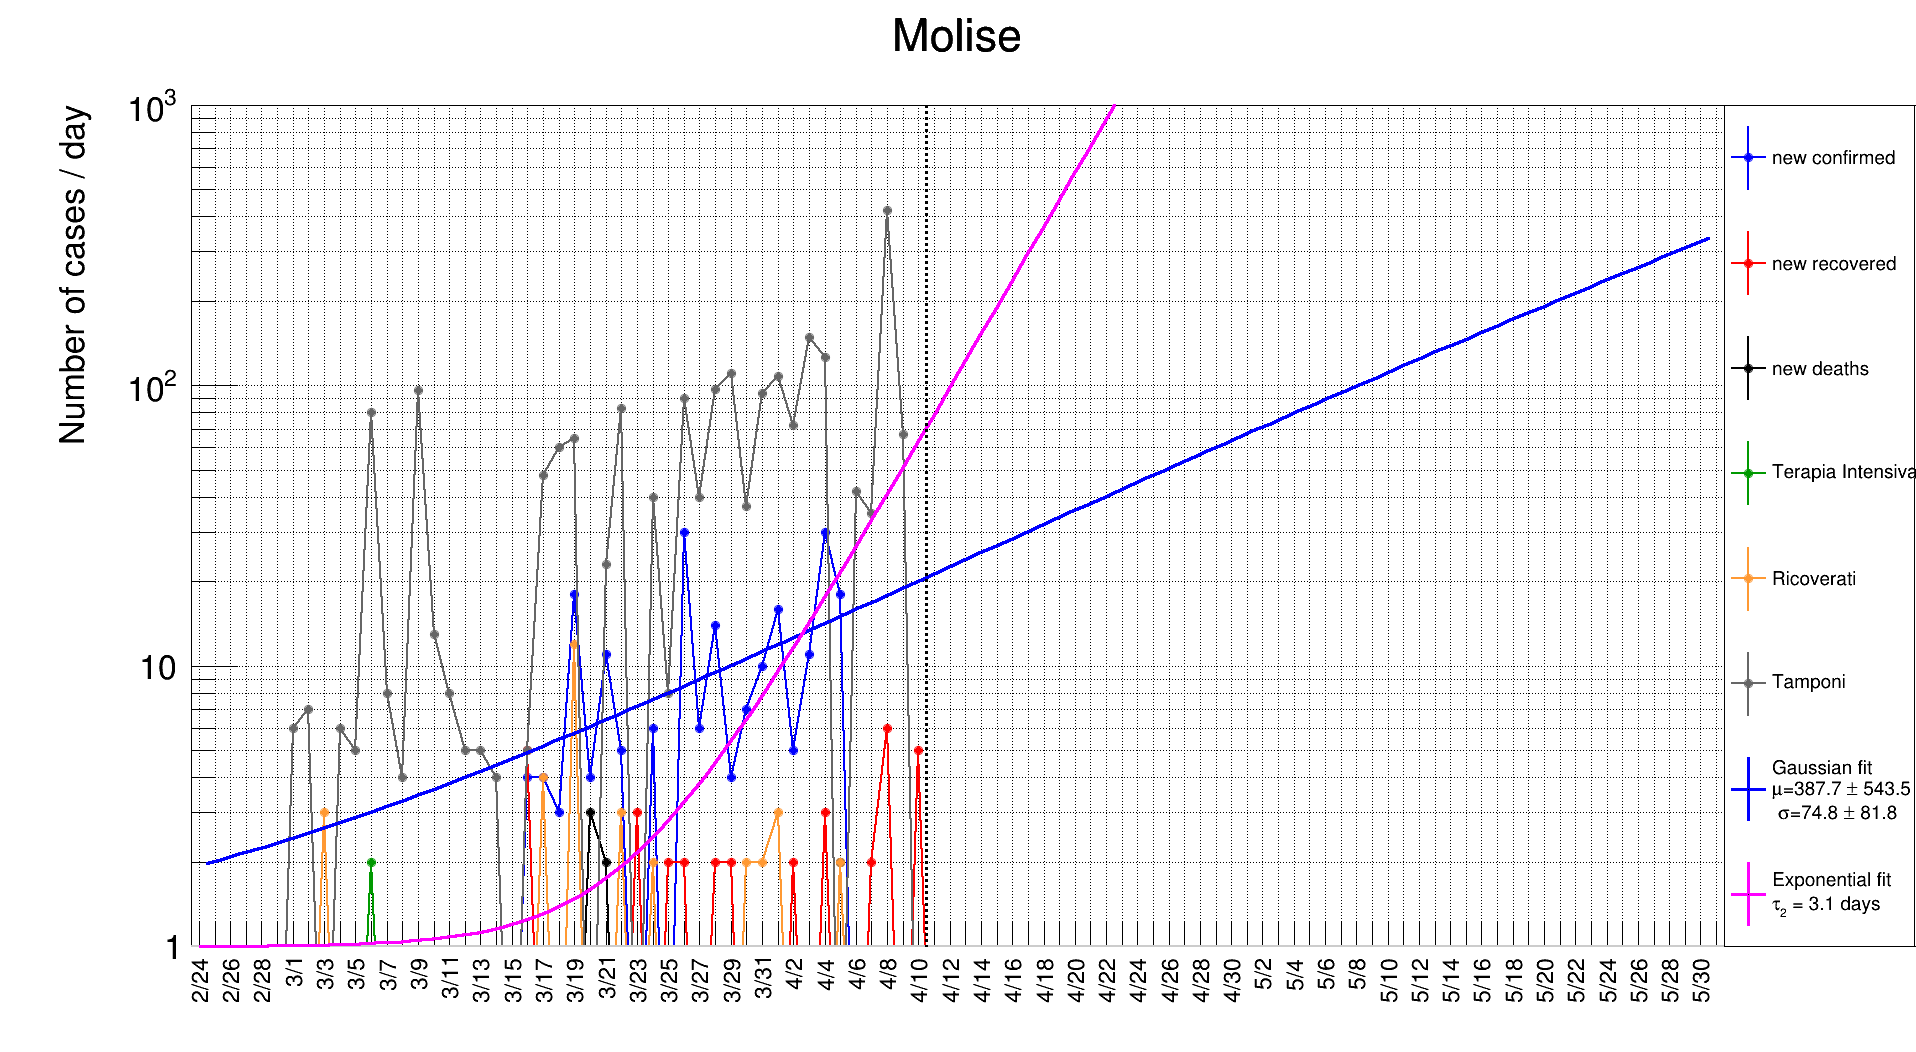 Molise
Number of cases / day
10³
10²
10
1
2/24 2/26 2/28 3/1 3/3 3/5 3/7 3/9 3/11 3/13 3/15 3/17 3/19 3/21 3/23 3/25 3/27 3/29 3/31 4/2 4/4 4/6 4/8 4/10 4/12 4/14 4/16 4/18 4/20 4/22 4/24 4/26 4/28 4/30 5/2 5/4 5/6 5/8 5/10 5/12 5/14 5/16 5/18 5/20 5/22 5/24 5/26 5/28 5/30
new confirmed
new recovered
new deaths
Terapia Intensiva
Ricoverati
Tamponi
Gaussian fit
μ=387.7 ± 543.5
σ=74.8 ± 81.8
Exponential fit
τ₂ = 3.1 days